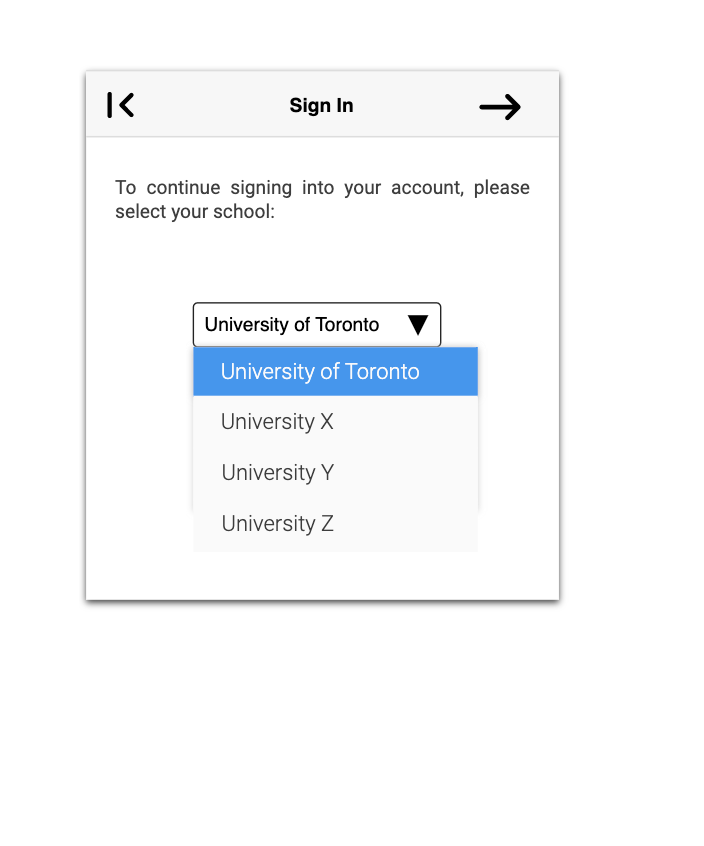 Sign In
To continue signing into your account, please
select your school:
University of Toronto
University of Toronto
University X
University Y
University Z